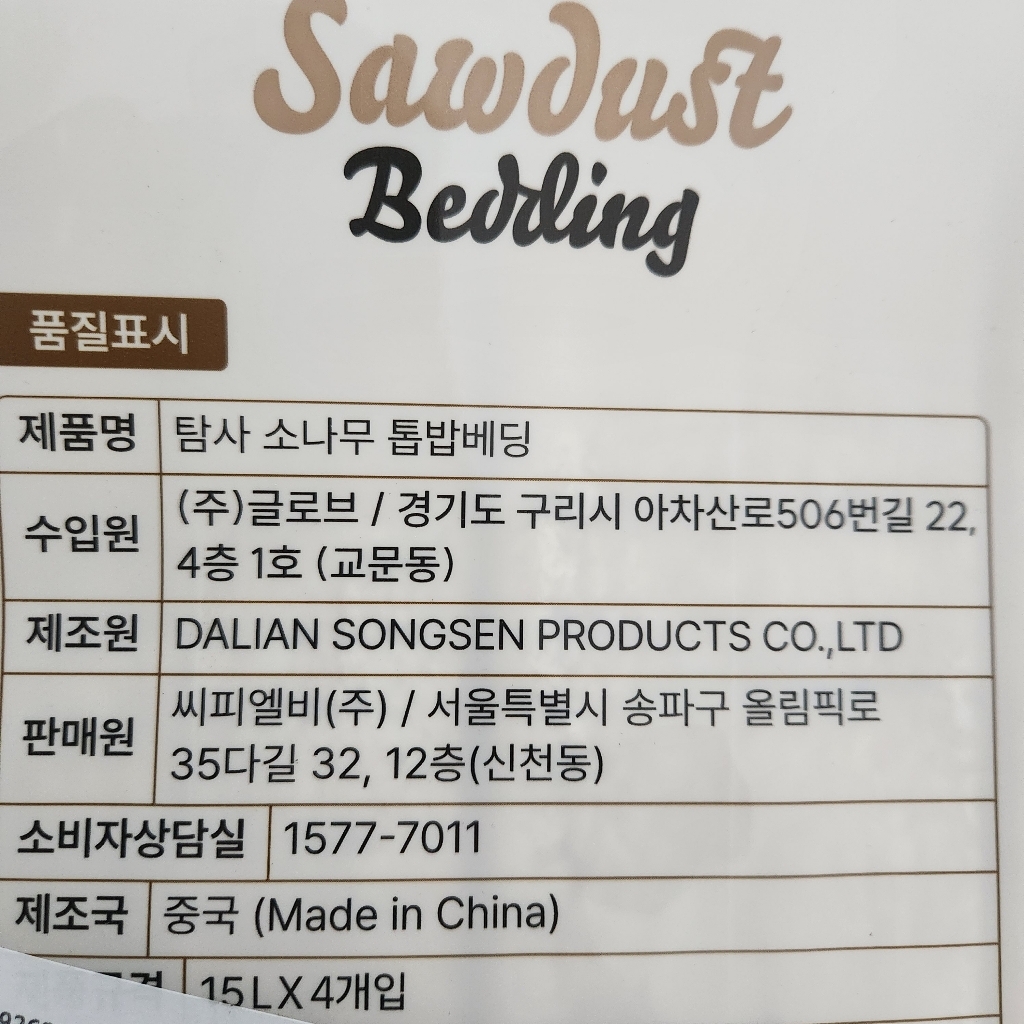 Sawdust
Bedding
품질표시
제품명 탐사 소나무 톱밥베딩
수입원 (주)글로브 / 경기도 구리시 아차산로506번길 22,
4층 1호 (교문동)
제조원 DALIAN SONGSEN PRODUCTS CO.,LTD
판매원 씨피엘비(주) / 서울특별시 송파구 올림픽로
35다길 32, 12층(신천동)
소비자상담실 1577-7011
제조국 중국 (Made in China)
15L X 4개입